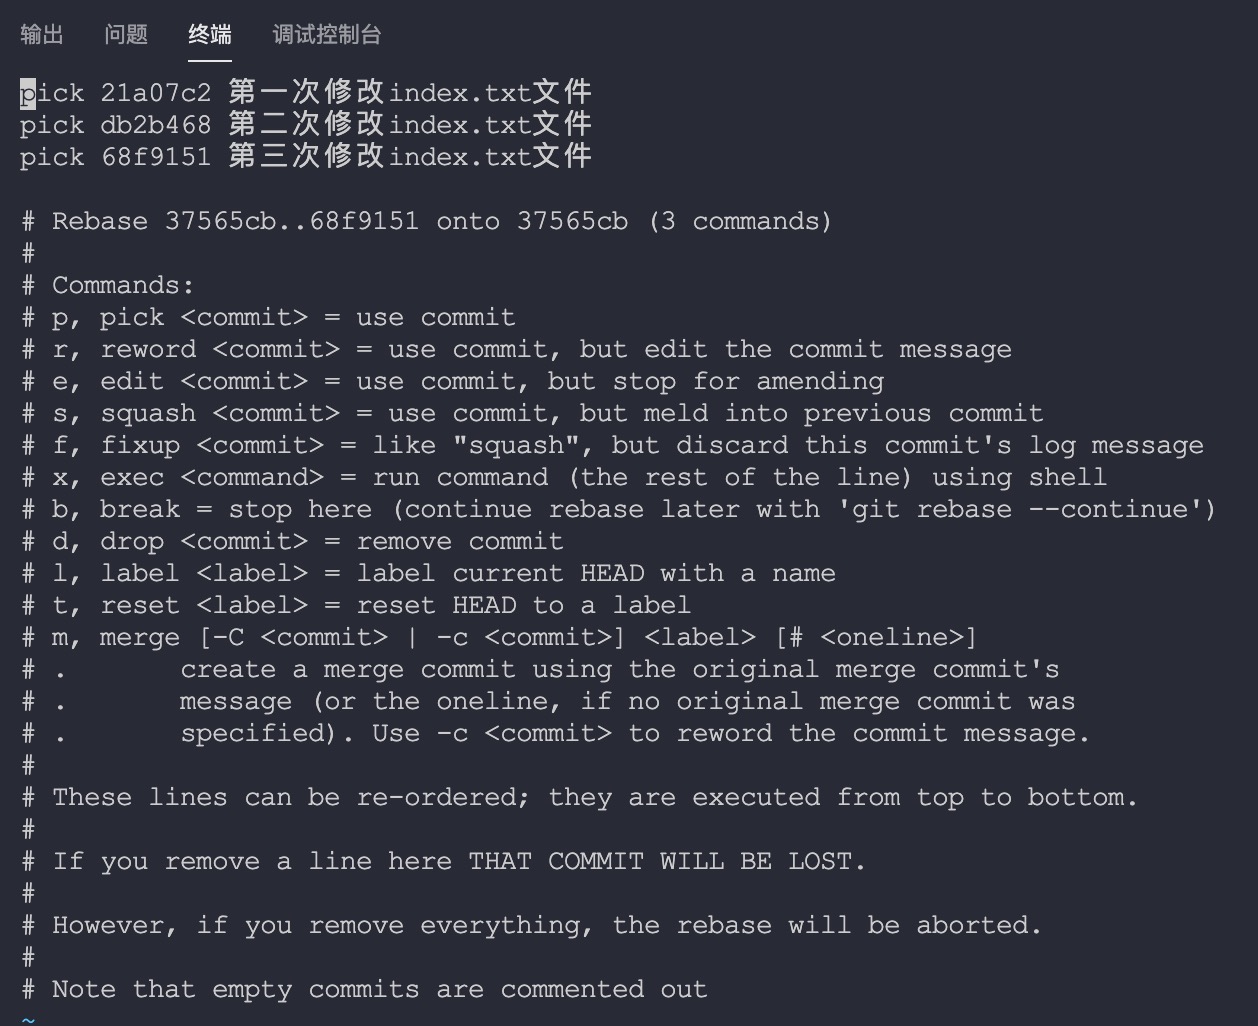 输出 问题 终端 调试控制台
pick 21a07c2 第一次修改index.txt文件
pick db2b468 第二次修改index.txt文件
pick 68f9151 第三次修改index.txt文件
# Rebase 37565cb..68f9151 onto 37565cb (3 commands)
#
# Commands:
# p, pick <commit> = use commit
# r, reword <commit> = use commit, but edit the commit message
# e, edit <commit> = use commit, but stop for amending
# s, squash <commit> = use commit, but meld into previous commit
# f, fixup <commit> = like "squash", but discard this commit's log message
# x, exec <command> = run command (the rest of the line) using shell
# b, break = stop here (continue rebase later with 'git rebase --continue')
# d, drop <commit> = remove commit
# l, label <label> = label current HEAD with a name
# t, reset <label> = reset HEAD to a label
# m, merge [-C <commit> | -c <commit>] <label> [# <oneline>]
# .       create a merge commit using the original merge commit's
# .       message (or the oneline, if no original merge commit was
# .       specified). Use -c <commit> to reword the commit message.
#
# These lines can be re-ordered; they are executed from top to bottom.
#
# If you remove a line here THAT COMMIT WILL BE LOST.
#
# However, if you remove everything, the rebase will be aborted.
#
# Note that empty commits are commented out
~